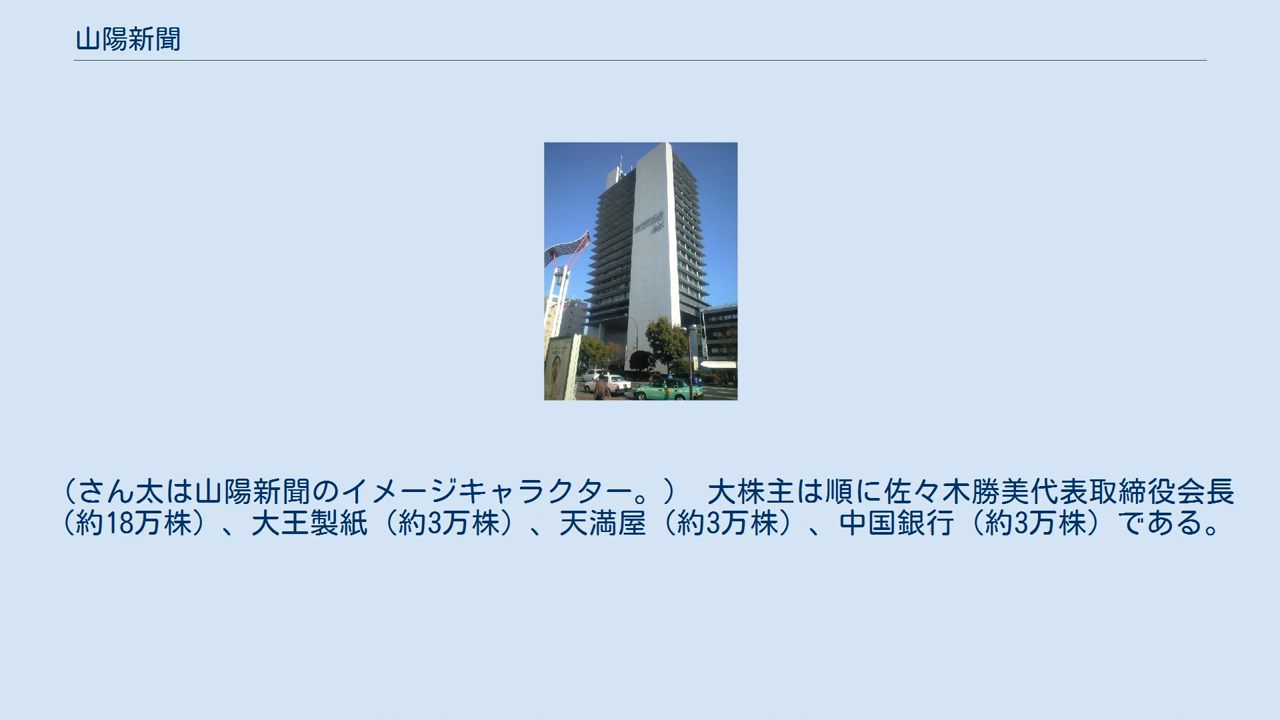 山陽新聞
（さん太は山陽新聞のイメージキャラクター。）　大株主は順に佐々木勝美代表取締役会長
（約18万株）、大王製紙（約3万株）、天満屋（約3万株）、中国銀行（約3万株）である。